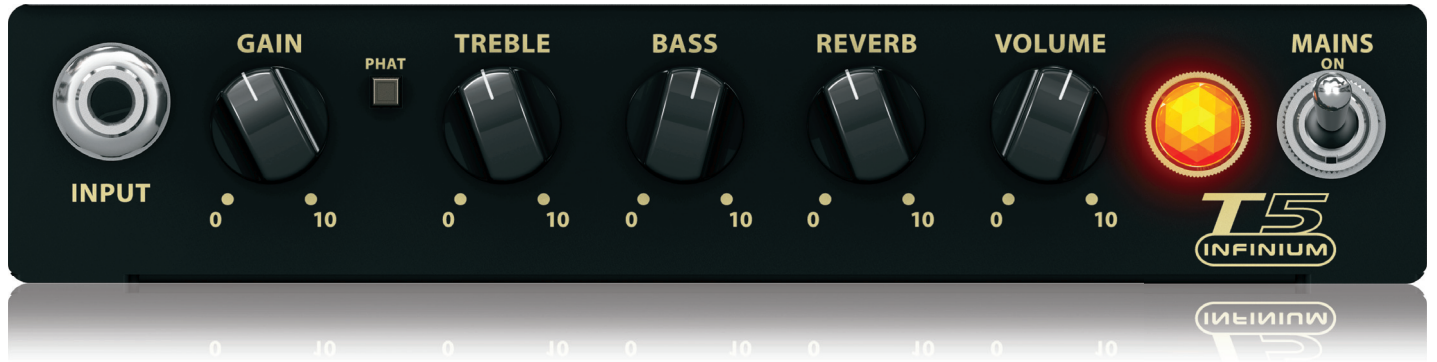 GAIN
TREBLE
BASS
REVERB
VOLUME
MAINS
ON
PHAT
INPUT
0 10
0 10
0 10
0 10
0 10
T5
INFINIUM